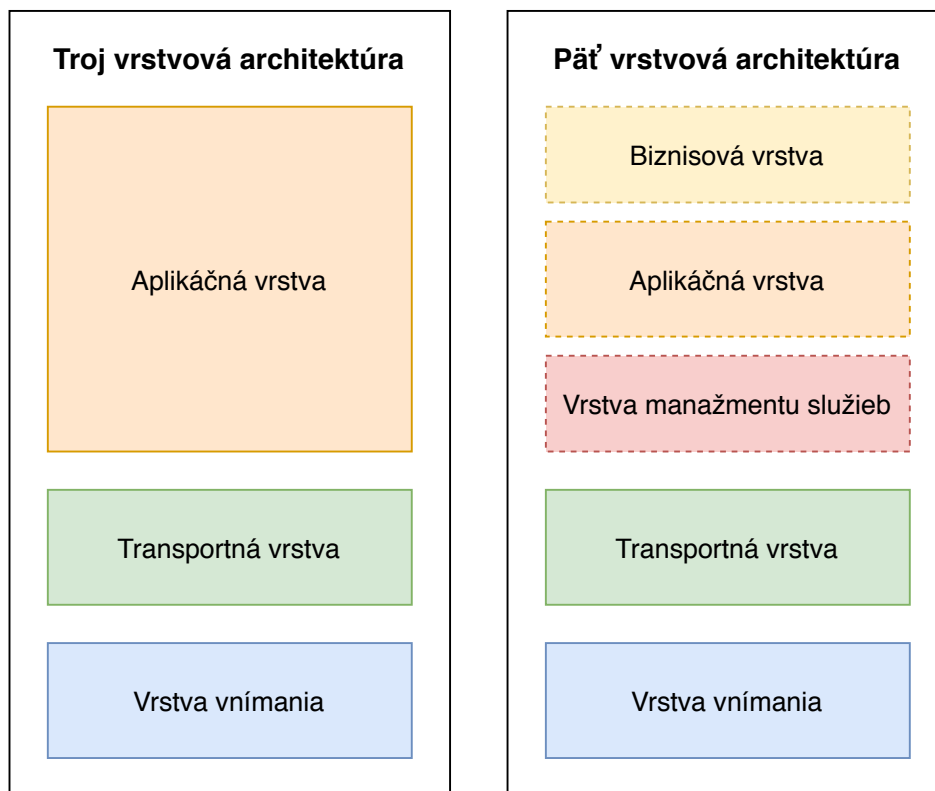 Troj vrstvová architektúra
Aplikáčná vrstva
Transportná vrstva
Vrstva vnímania
Päť vrstvová architektúra
Biznisová vrstva
Aplikáčná vrstva
Vrstva manažmentu služieb
Transportná vrstva
Vrstva vnímania